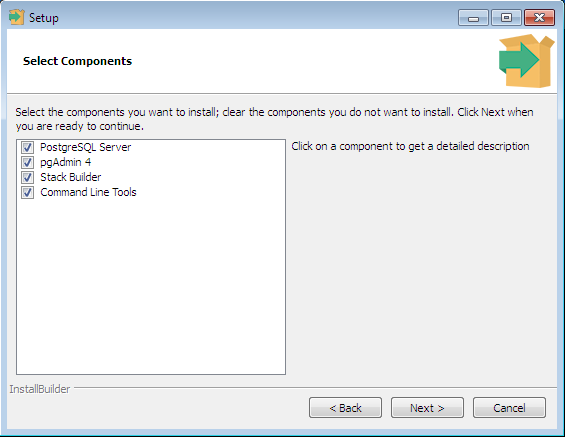 Setup
Select Components
Select the components you want to install; clear the components you do not want to install. Click Next when
you are ready to continue.
PostgreSQL Server
pgAdmin 4
Stack Builder
Command Line Tools
Click on a component to get a detailed description
InstallBuilder
< Back
Next >
Cancel